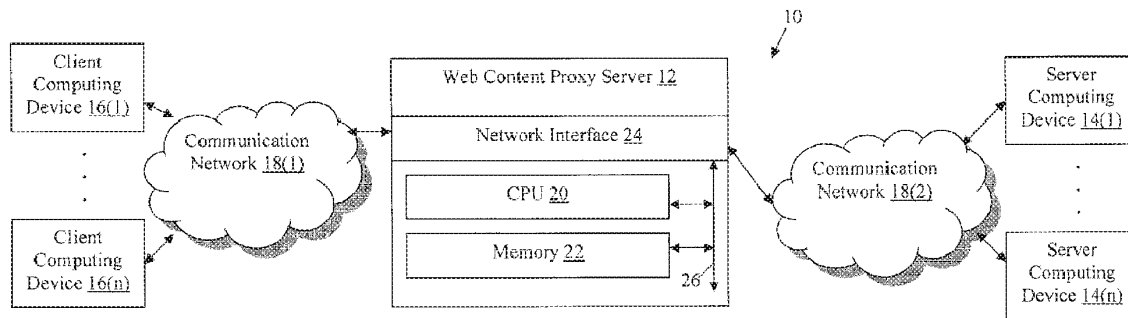 10
Client
Computing
Device 16(1)
Communication
Network 18(1)
Client
Computing
Device 16(n)
Web Content Proxy Server 12
Network Interface 24
CPU 20
Memory 22
26
Communication
Network 18(2)
Server
Computing
Device 14(1)
Server
Computing
Device 14(n)